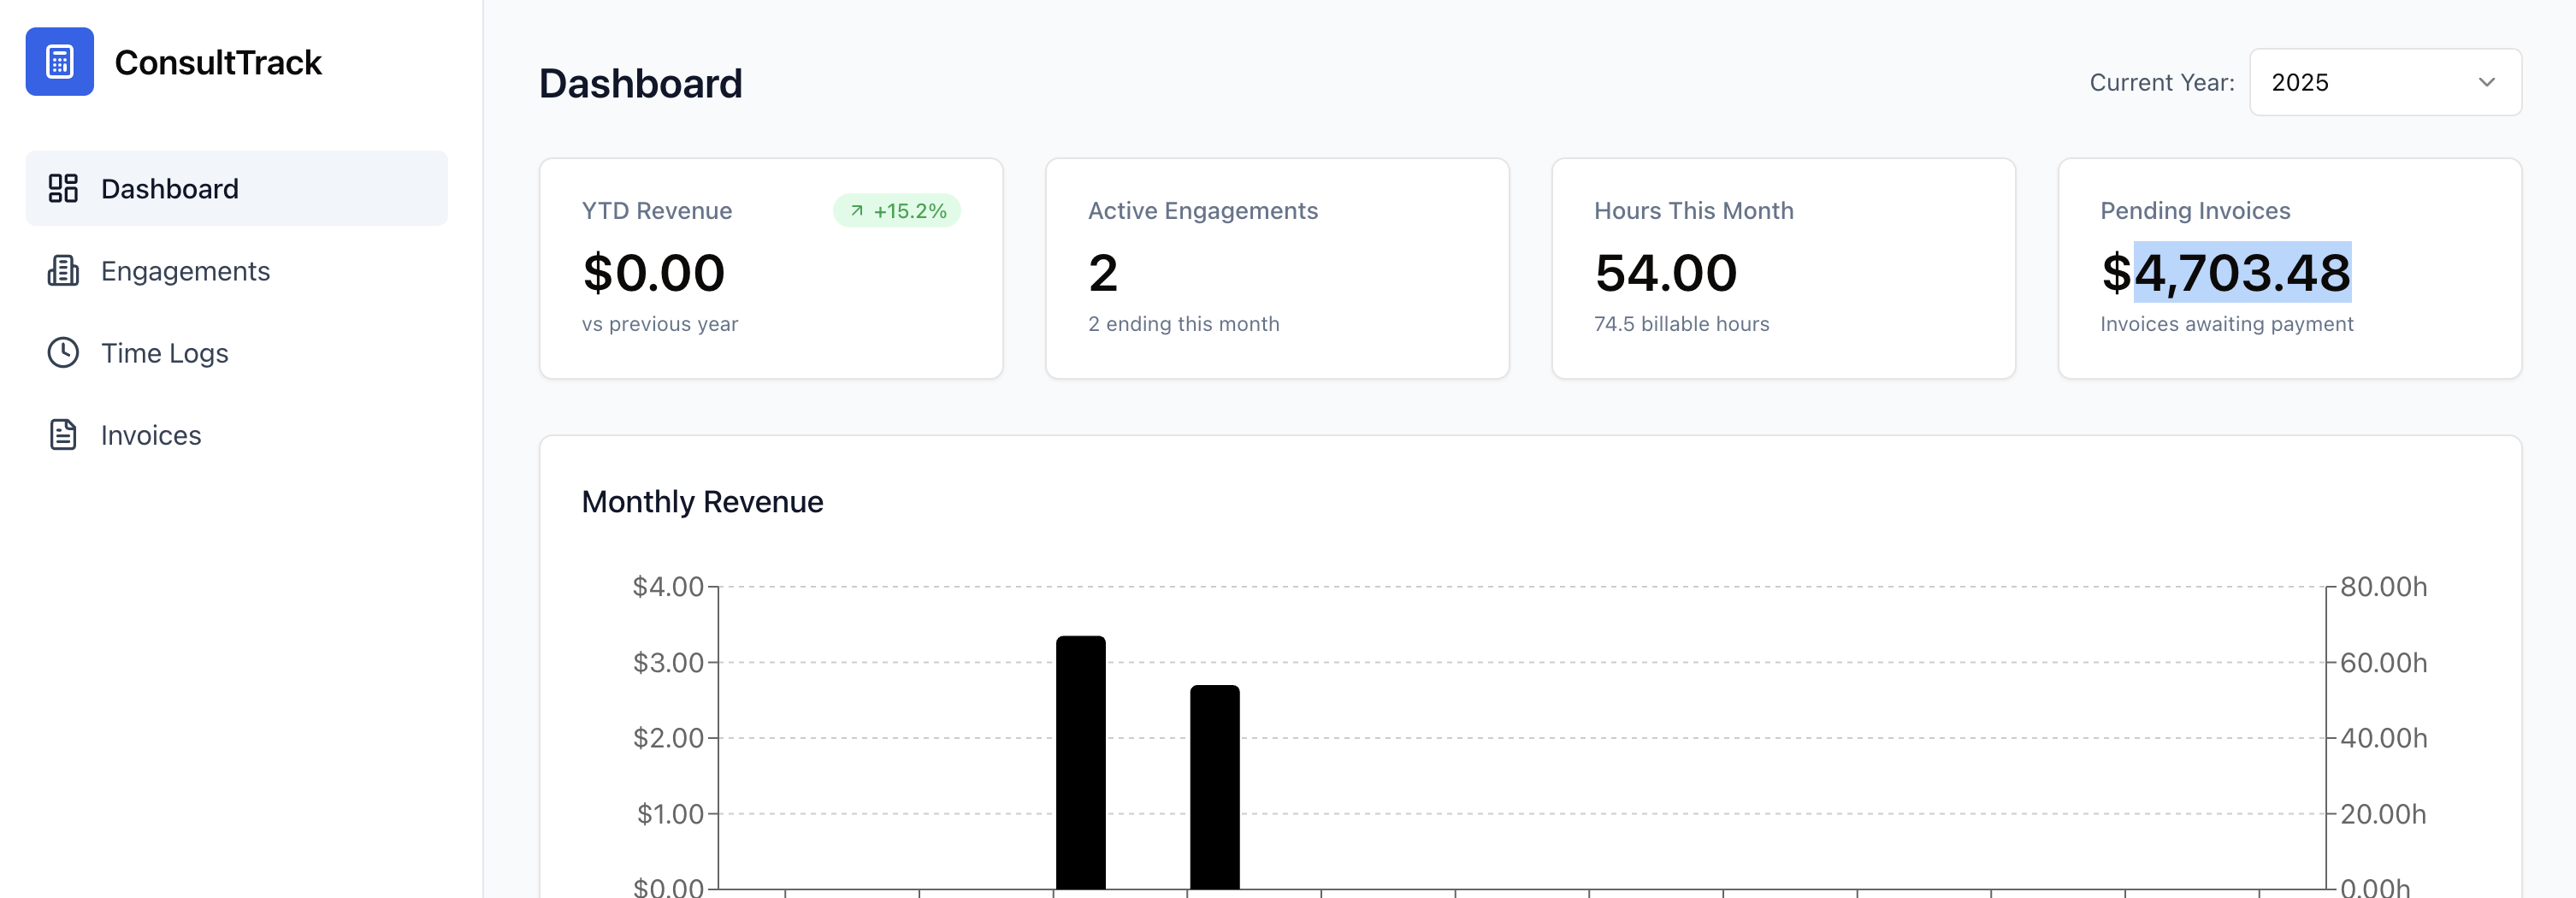 ConsultTrack
Dashboard
Engagements
Time Logs
Invoices
Dashboard
Current Year:
2025
YTD Revenue
+15.2%
$0.00
vs previous year
Active Engagements
2
2 ending this month
Hours This Month
54.00
74.5 billable hours
Pending Invoices
$4,703.48
Invoices awaiting payment
Monthly Revenue
$4.00
$3.00
$2.00
$1.00
$0.00
80.00h
60.00h
40.00h
20.00h
0.00h